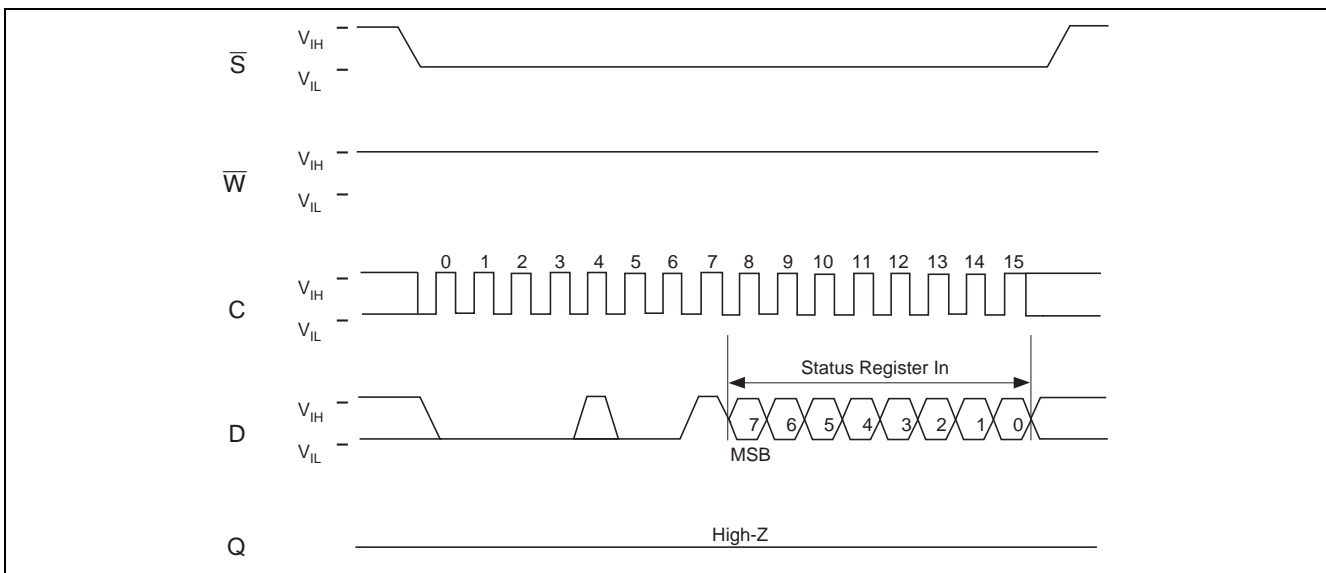 V_IH
S̅
V_IL
V_IH
W̅
V_IL
0 1 2 3 4 5 6 7 8 9 10 11 12 13 14 15
V_IH
C
V_IL
Status Register In
V_IH
D
7 6 5 4 3 2 1 0
V_IL
MSB
High-Z
Q